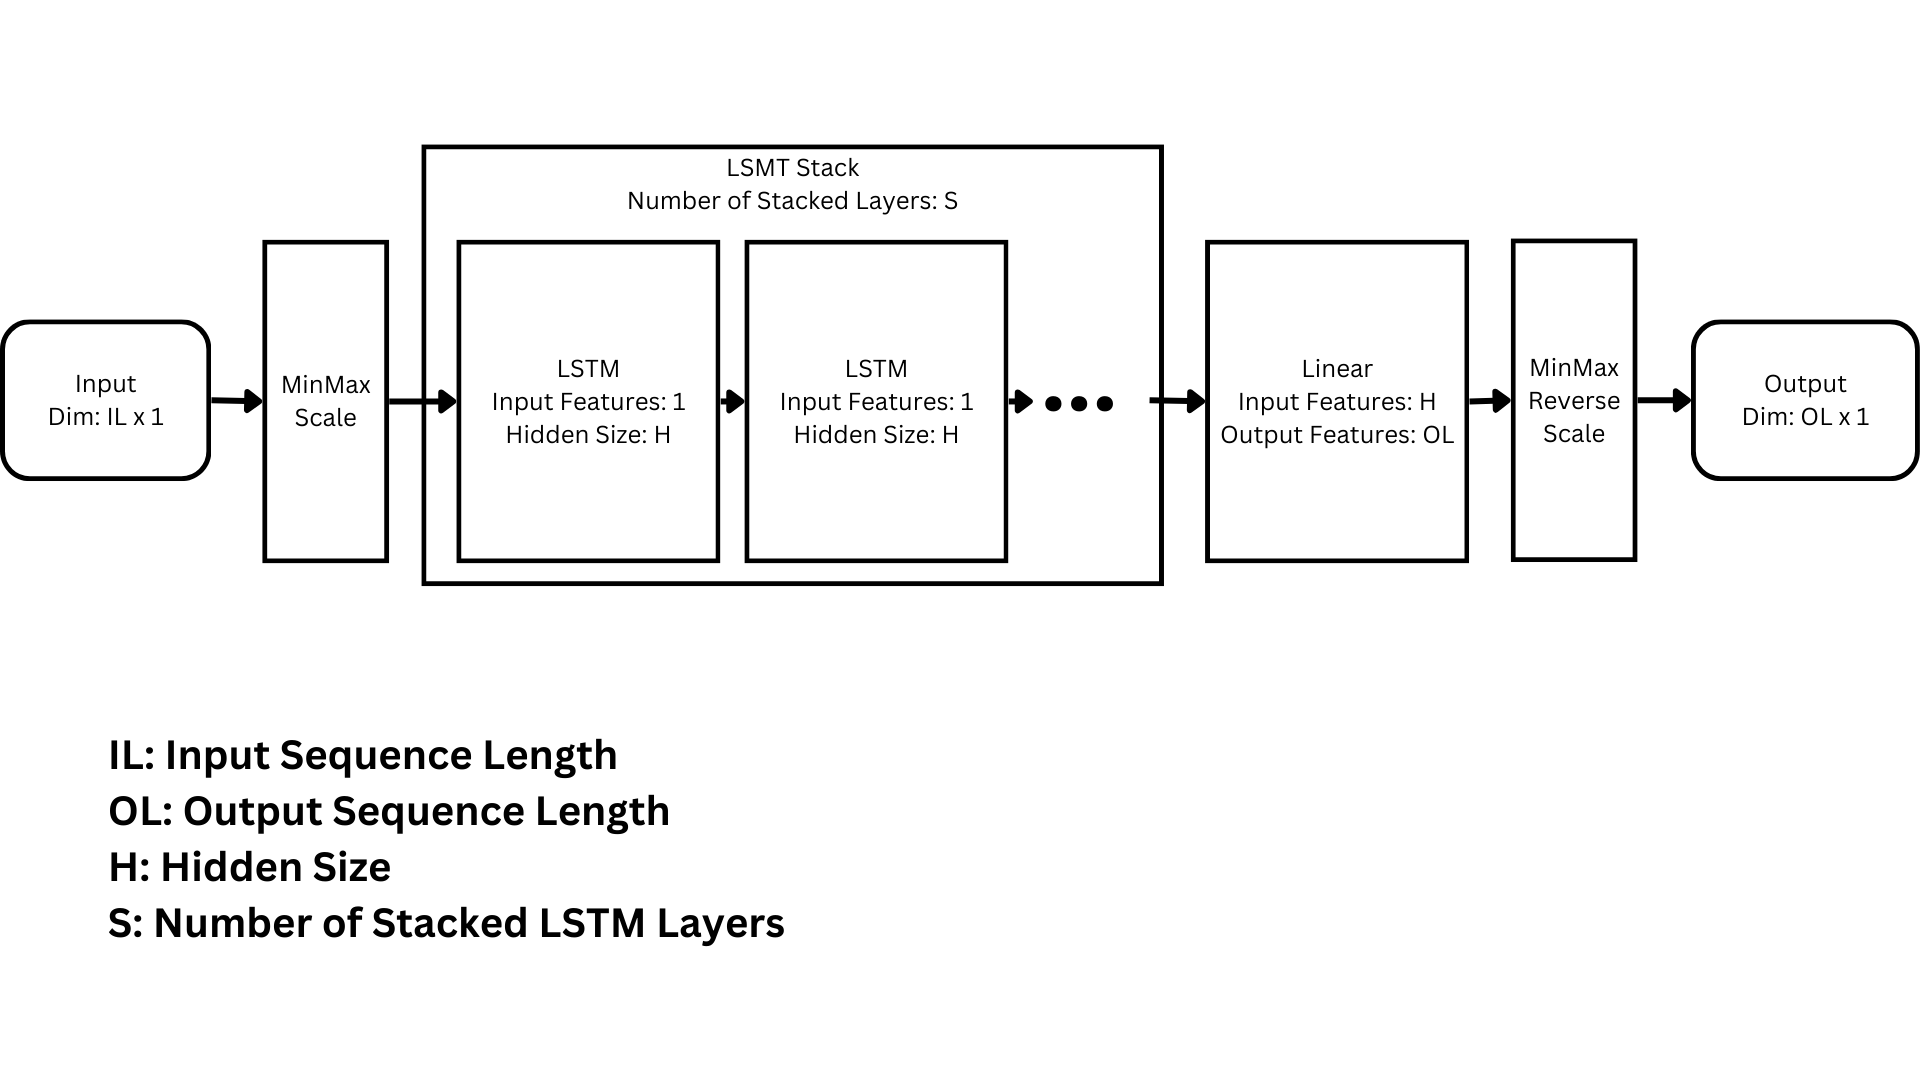 LSMT Stack
Number of Stacked Layers: S
Input
Dim: IL x 1
MinMax
Scale
LSTM
Input Features: 1
Hidden Size: H
LSTM
Input Features: 1
Hidden Size: H
Linear
Input Features: H
Output Features: OL
MinMax
Reverse
Scale
Output
Dim: OL x 1
IL: Input Sequence Length
OL: Output Sequence Length
H: Hidden Size
S: Number of Stacked LSTM Layers